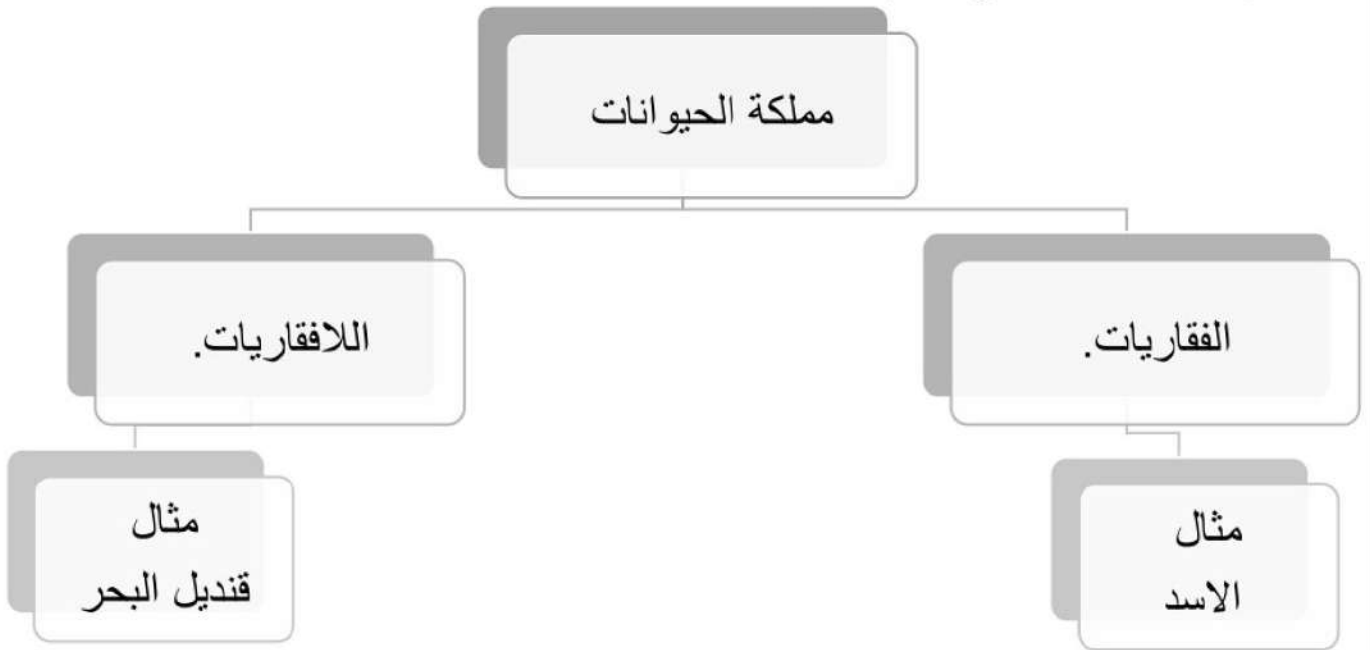 مملكة الحيوانات
الفقاريات.
اللافقاريات.
مثال
الاسد
مثال
قنديل البحر